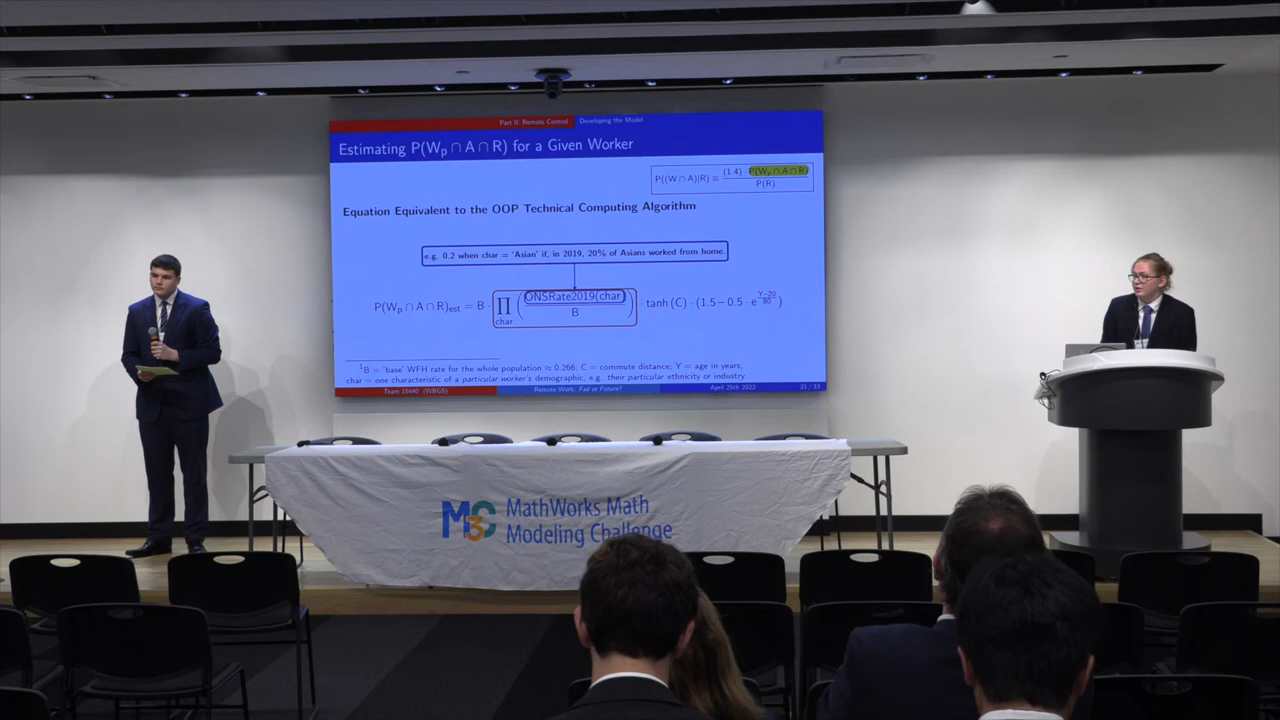 Part II: Remote Control Developing the Model
Estimating P(Wp ∩ A ∩ R) for a Given Worker
P((W ∩ A)|R) = (1.4) · P(Wp ∩ A ∩ R) / P(R)
Equation Equivalent to the OOP Technical Computing Algorithm
e.g. 0.2 when char = 'Asian' if, in 2019, 20% of Asians worked from home.
P(Wp ∩ A ∩ R)est = B · ∏char (ONSRate2019(char) / B) · tanh (C) · (1.5 − 0.5 · e^((Y−20)/80))
1B = 'base' WFH rate for the whole population ≈ 0.266; C = commute distance; Y = age in years;
char = one characteristic of a particular worker's demographic, e.g. their particular ethnicity or industry.
Team 15440 (WBGS) Remote Work: Fad or Future? April 25th 2022 21 / 33
M3C MathWorks Math
Modeling Challenge